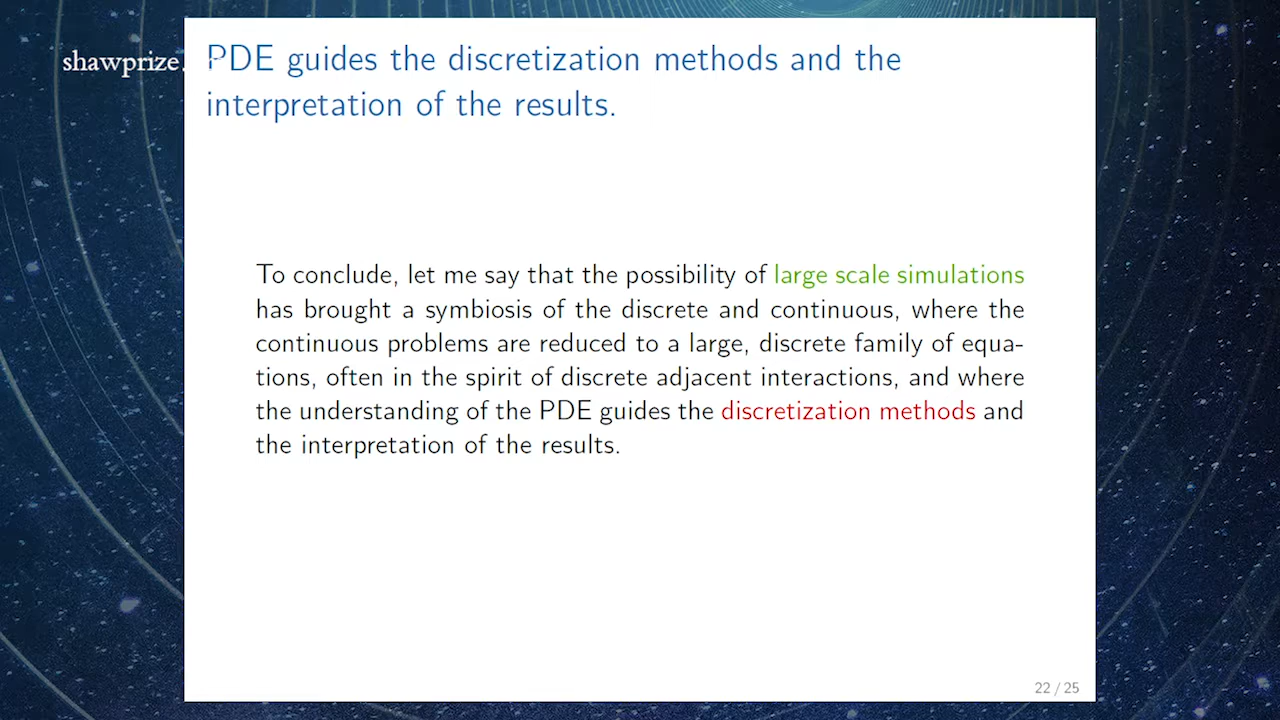 shawprize.
PDE guides the discretization methods and the
interpretation of the results.
To conclude, let me say that the possibility of large scale simulations
has brought a symbiosis of the discrete and continuous, where the
continuous problems are reduced to a large, discrete family of equa-
tions, often in the spirit of discrete adjacent interactions, and where
the understanding of the PDE guides the discretization methods and
the interpretation of the results.
22 / 25